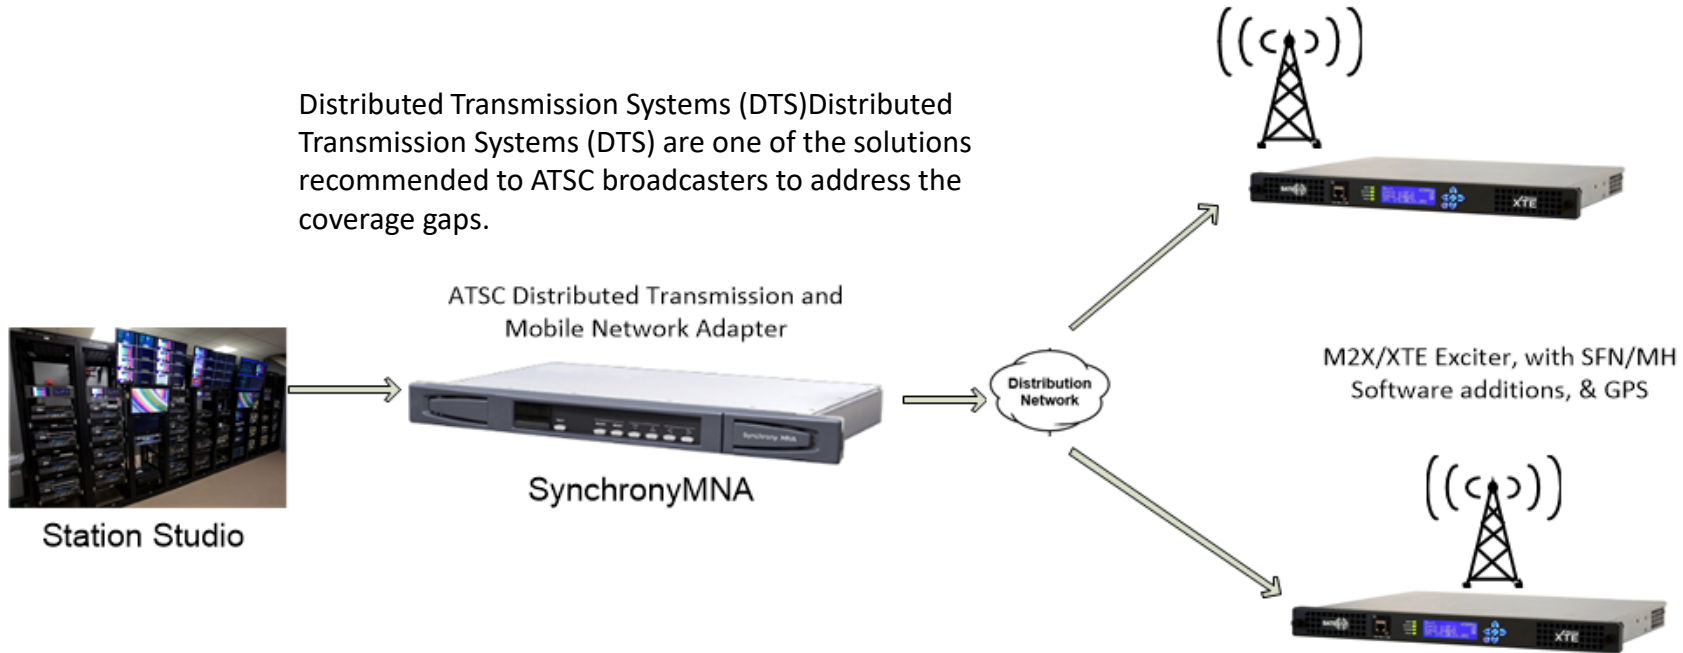 Distributed Transmission Systems (DTS)Distributed
Transmission Systems (DTS) are one of the solutions
recommended to ATSC broadcasters to address the
coverage gaps.
ATSC Distributed Transmission and
Mobile Network Adapter
Synchrony MNA
SynchronyMNA
Station Studio
Distribution
Network
XTE
M2X/XTE Exciter, with SFN/MH
Software additions, & GPS
XTE